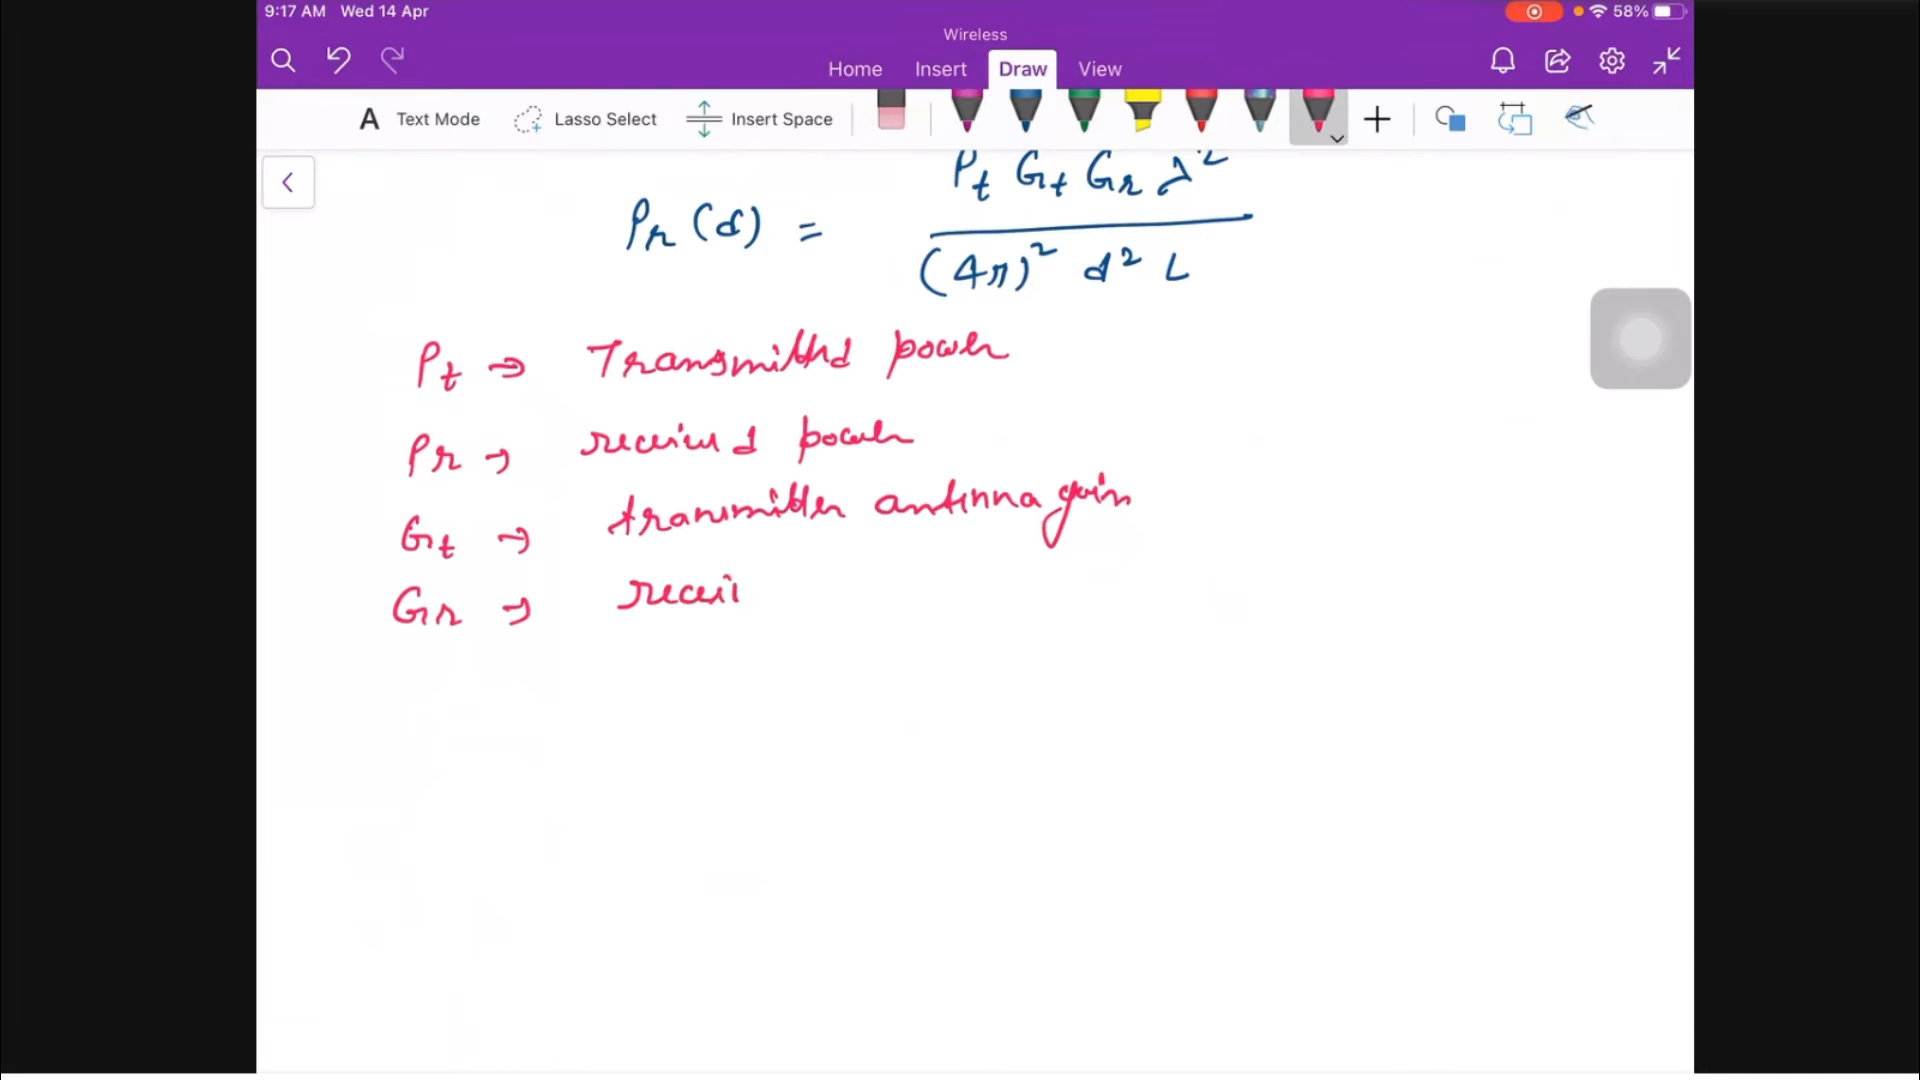 9:17 AM Wed 14 Apr
58%
Wireless
Home Insert Draw View
A Text Mode Lasso Select Insert Space
Pr (d) = Pt Gt Gr λ² / (4π)² d² L
Pt → Transmitted power
Pr → received power
Gt → transmitter antenna gain
Gr → recei